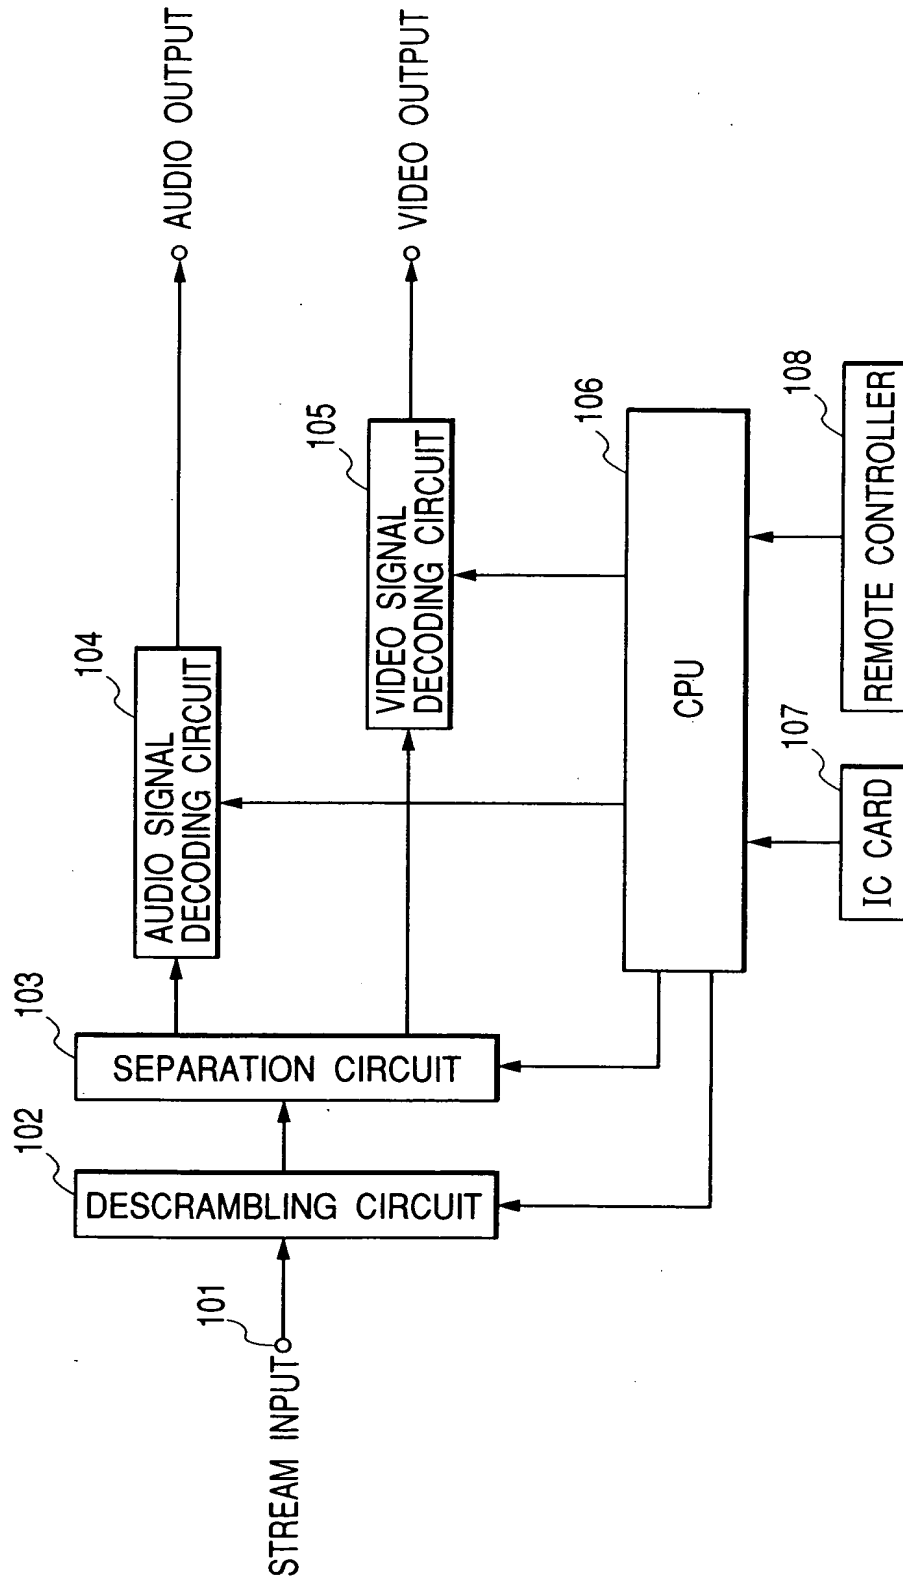 STREAM INPUT
101
102
DESCRAMBLING CIRCUIT
103
SEPARATION CIRCUIT
104
AUDIO SIGNAL
DECODING CIRCUIT
AUDIO OUTPUT
105
VIDEO SIGNAL
DECODING CIRCUIT
VIDEO OUTPUT
106
CPU
107
IC CARD
108
REMOTE CONTROLLER